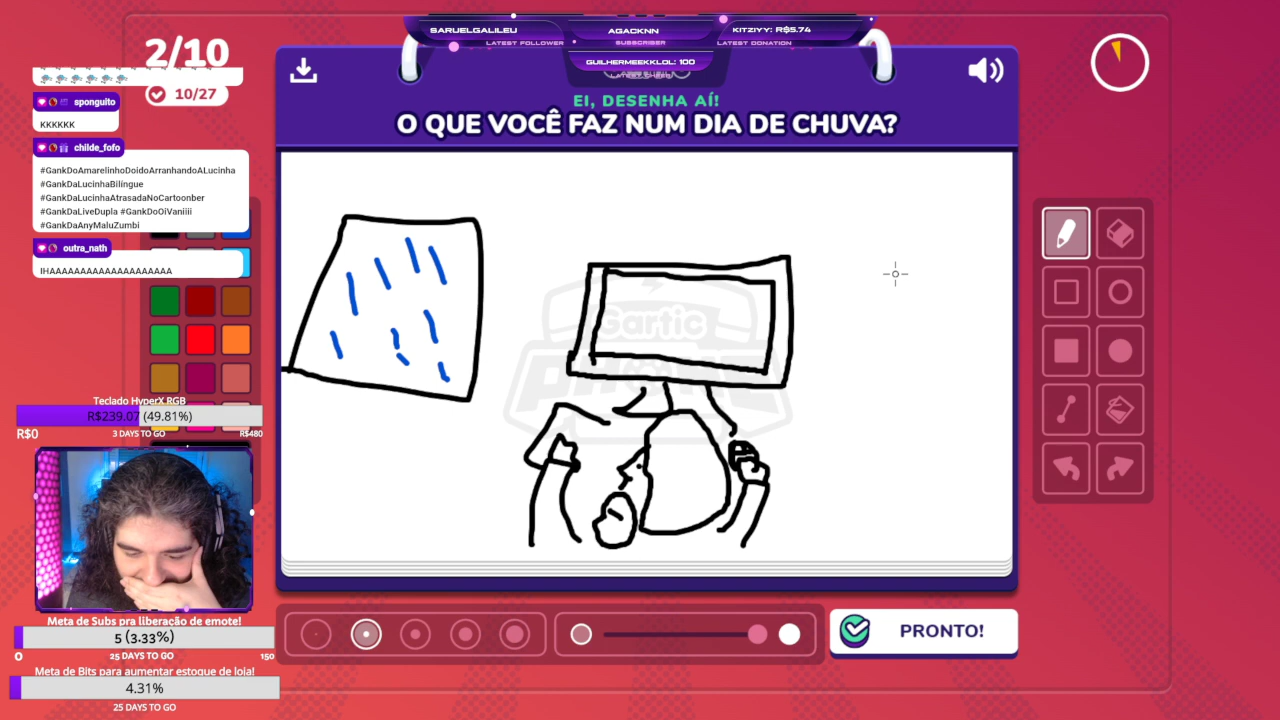 SARUELGALILEU
LATEST FOLLOWER
AGACKNN
SUBSCRIBER
KITZIYY: R$5.74
LATEST DONATION
GUILHERMEEKKLOL: 100
2/10
10/27
EI, DESENHA AÍ!
O QUE VOCÊ FAZ NUM DIA DE CHUVA?
sponguito
KKKKKK
childe_fofo
#GankDoAmarelinhoDoidoArranhandoALucinha
#GankDaLucinhaBilíngue
#GankDaLucinhaAtrasadaNoCartoonber
#GankDaLiveDupla #GankDoOiVaniiii
#GankDaAnyMaluZumbi
outra_nath
IHAAAAAAAAAAAAAAAAAAAA
Gartic
PHONE
Teclado HyperX RGB
R$239.07 (49.81%)
R$0
3 DAYS TO GO
R$480
Meta de Subs pra liberação de emote!
5 (3.33%)
0
25 DAYS TO GO
150
Meta de Bits para aumentar estoque de loja!
4.31%
25 DAYS TO GO
PRONTO!